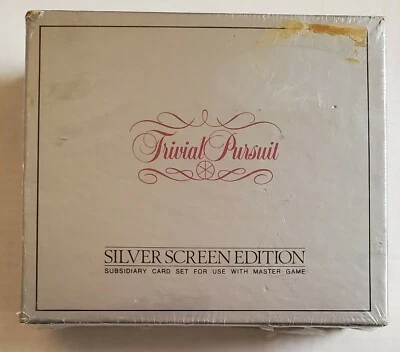 Trivial Pursuit
SILVER SCREEN EDITION
SUBSIDIARY CARD SET FOR USE WITH MASTER GAME